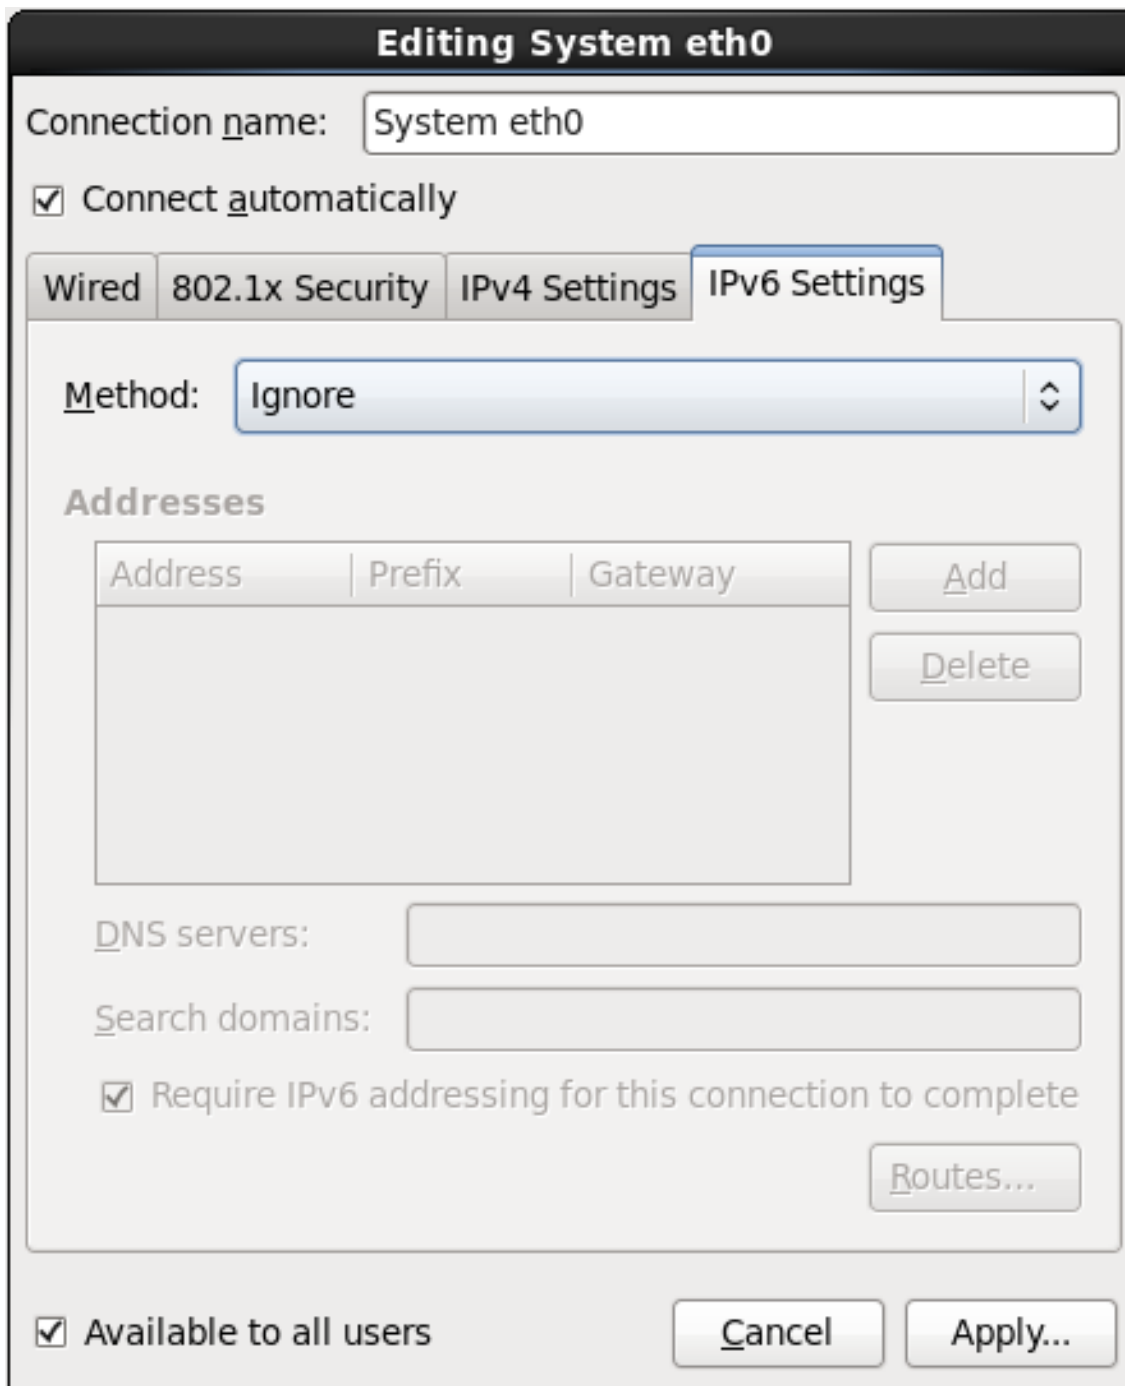 Editing System eth0
Connection name: System eth0
Connect automatically
Wired 802.1x Security IPv4 Settings IPv6 Settings
Method: Ignore
Addresses
Address Prefix Gateway Add
Delete
DNS servers:
Search domains:
Require IPv6 addressing for this connection to complete
Routes...
Available to all users Cancel Apply...